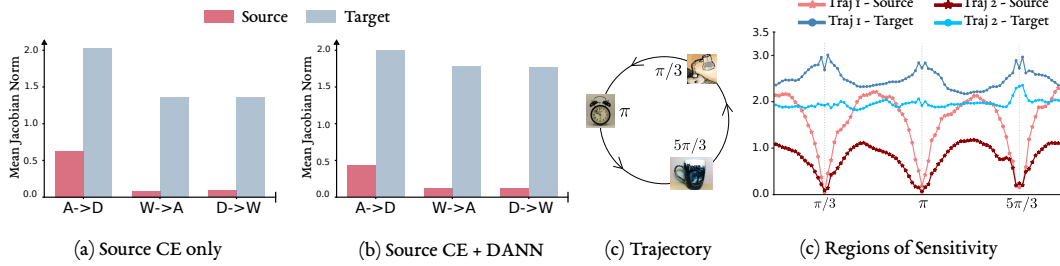 Source Target
Mean Jacobian Norm
2.0
1.5
1.0
0.5
0.0
A->D W->A D->W
(a) Source CE only
Mean Jacobian Norm
2.0
1.5
1.0
0.5
0.0
A->D W->A D->W
(b) Source CE + DANN
π/3
π
5π/3
(c) Trajectory
Traj 1 - Source Traj 2 - Source
Traj 1 - Target Traj 2 - Target
3.5
3.0
2.0
1.0
0.0
π/3 π 5π/3
(c) Regions of Sensitivity